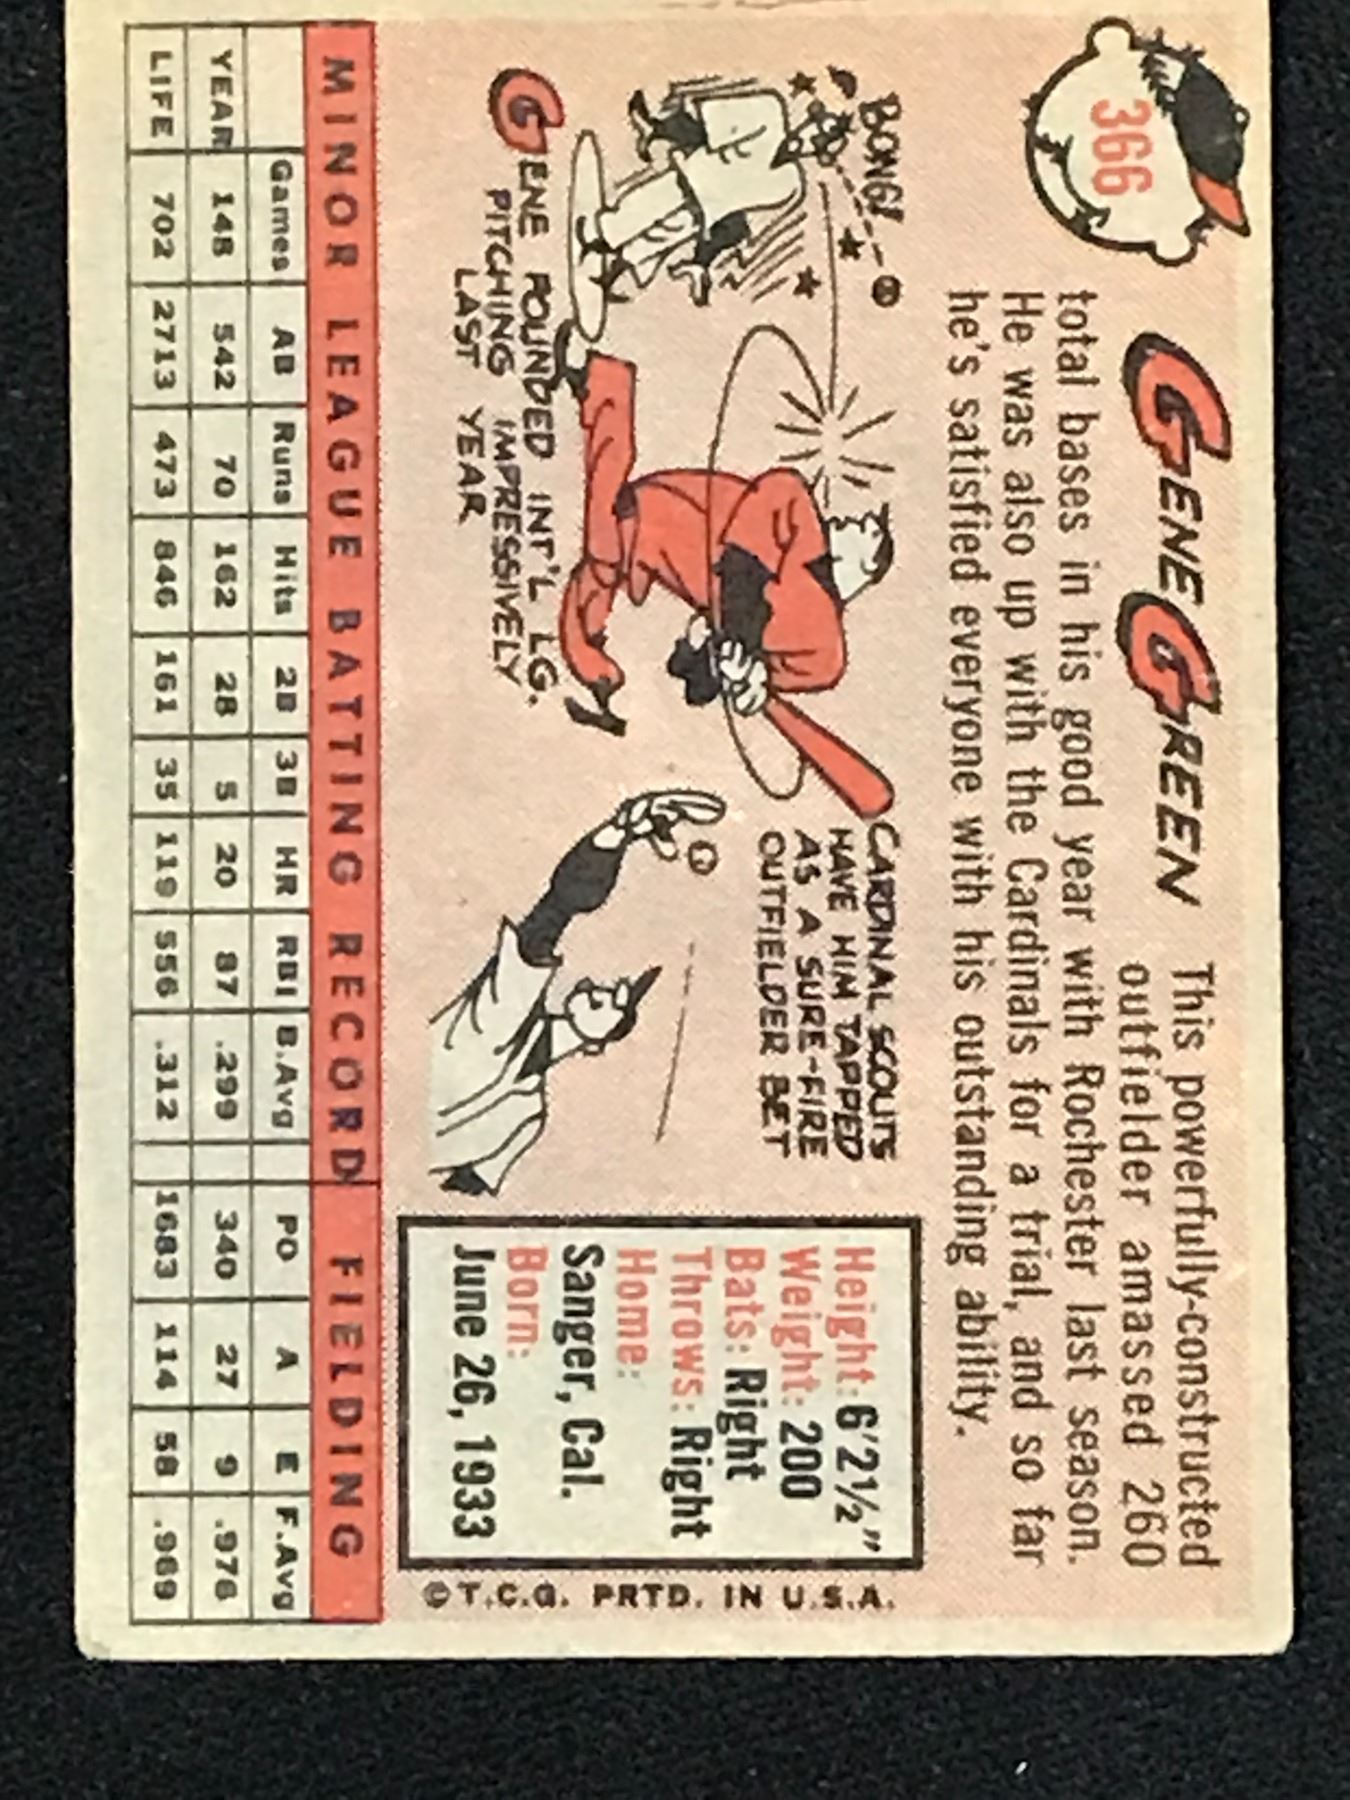 366
GENE GREEN
This powerfully-constructed
outfielder amassed 260
total bases in his good year with Rochester last season.
He was also up with the Cardinals for a trial, and so far
he's satisfied everyone with his outstanding ability.
BONG!
CARDINAL SCOUTS
HAVE HIM TAPPED
AS A SURE-FIRE
OUTFIELDER BET
GENE POUNDED INT'L LG.
PITCHING IMPRESSIVELY
LAST YEAR
Height: 6'2½"
Weight: 200
Bats: Right
Throws: Right
Home:
Sanger, Cal.
Born:
June 26, 1933
©T.C.G. PRTD. IN U.S.A.
MINOR LEAGUE BATTING RECORD FIELDING
Games AB Runs Hits 2B 3B HR RBI B.Avg PO A E F.Avg
YEAR 148 542 70 162 28 5 20 87 .299 340 27 9 .976
LIFE 702 2713 473 846 161 35 119 556 .312 1683 114 58 .969